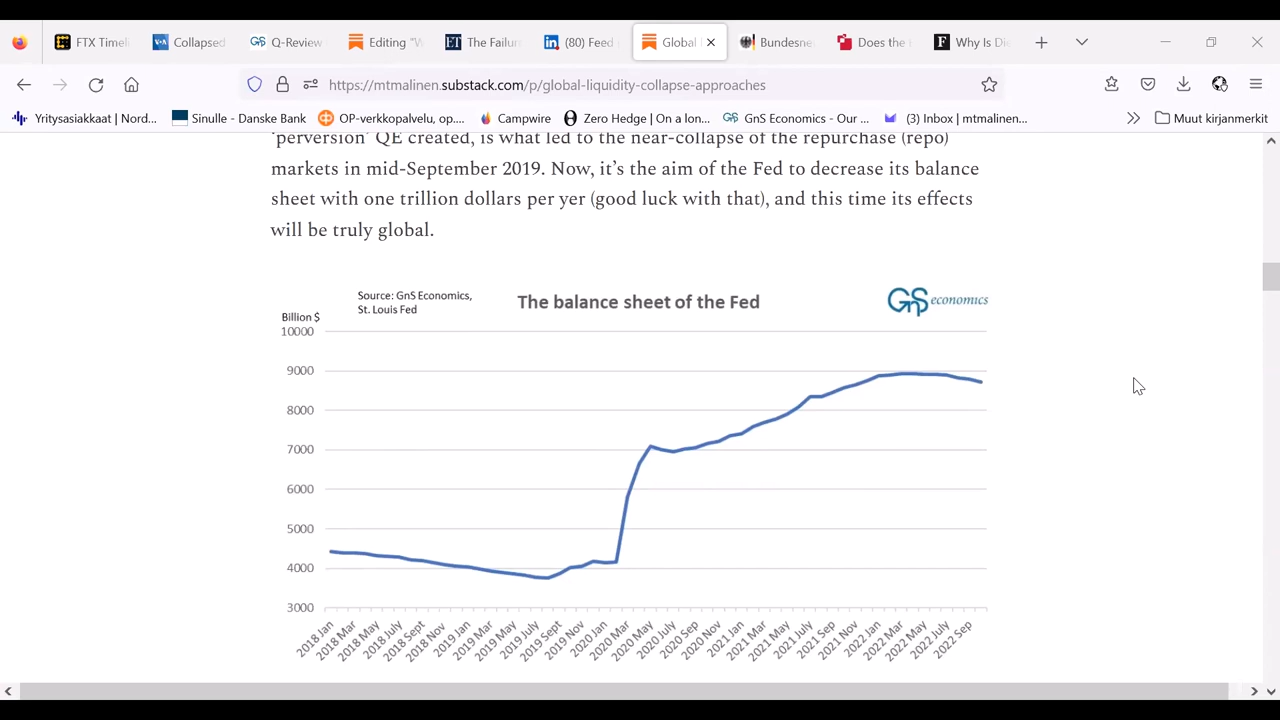 FTX Timeli
Collapsed
Q-Review
Editing "W
The Failur
(80) Feed
Global
Bundesne
Does the
Why Is Di
https://mtmalinen.substack.com/p/global-liquidity-collapse-approaches
Yritysasiakkaat | Nord...
Sinulle - Danske Bank
OP-verkkopalvelu, op....
Campwire
Zero Hedge | On a lon...
GnS Economics - Our ...
(3) Inbox | mtmalinen...
Muut kirjanmerkit
‘perversion’ QE created, is what led to the near-collapse of the repurchase (repo)
markets in mid-September 2019. Now, it’s the aim of the Fed to decrease its balance
sheet with one trillion dollars per yer (good luck with that), and this time its effects
will be truly global.
Source: GnS Economics,
St. Louis Fed
The balance sheet of the Fed
GnS economics
Billion $
10000
9000
8000
7000
6000
5000
4000
3000
2018 Jan
2018 Mar
2018 May
2018 July
2018 Sept
2018 Nov
2019 Jan
2019 Mar
2019 May
2019 July
2019 Sept
2019 Nov
2020 Jan
2020 Mar
2020 May
2020 July
2020 Sep
2020 Nov
2021 Jan
2021 Mar
2021 May
2021 July
2021 Sep
2021 Nov
2022 Jan
2022 Mar
2022 May
2022 July
2022 Sep